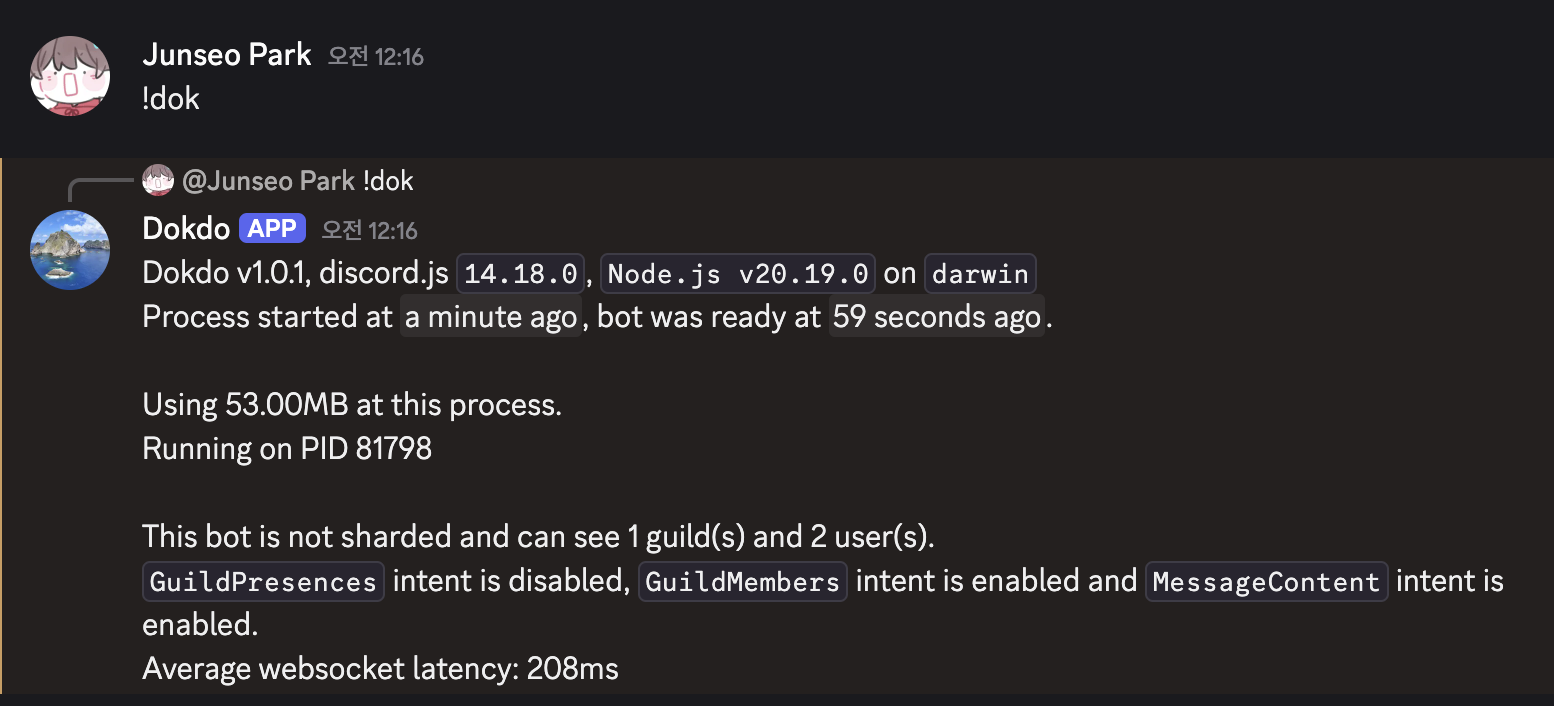 Junseo Park 오전 12:16
!dok
@Junseo Park !dok
Dokdo APP 오전 12:16
Dokdo v1.0.1, discord.js 14.18.0, Node.js v20.19.0 on darwin
Process started at a minute ago, bot was ready at 59 seconds ago.
Using 53.00MB at this process.
Running on PID 81798
This bot is not sharded and can see 1 guild(s) and 2 user(s).
GuildPresences intent is disabled, GuildMembers intent is enabled and MessageContent intent is
enabled.
Average websocket latency: 208ms